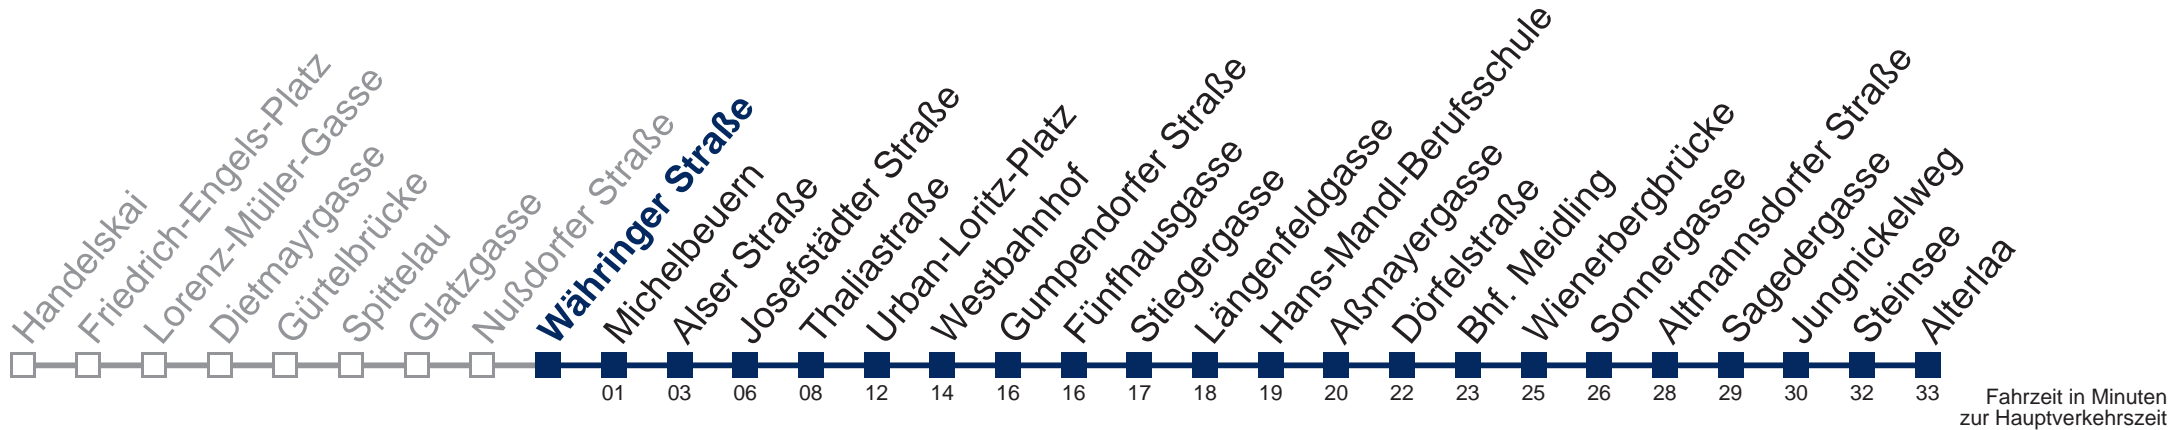 Handelskai
Friedrich-Engels-Platz
Lorenz-Müller-Gasse
Dietmayrgasse
Gürtelbrücke
Spittelau
Glatzgasse
Nußdorfer Straße
Währinger Straße
Michelbeuern
Alser Straße
Josefstädter Straße
Thaliastraße
Urban-Loritz-Platz
Westbahnhof
Gumpendorfer Straße
Fünfhausgasse
Stiegergasse
Längenfeldgasse
Hans-Mandl-Berufsschule
Aßmayergasse
Dörfelstraße
Bhf. Meidling
Wienerbergbrücke
Sonnergasse
Altmannsdorfer Straße
Sagedergasse
Jungnickelweg
Steinsee
Alterlaa
01 03 06 08 12 14 16 16 17 18 19 20 22 23 25 26 28 29 30 32 33
Fahrzeit in Minuten
zur Hauptverkehrszeit